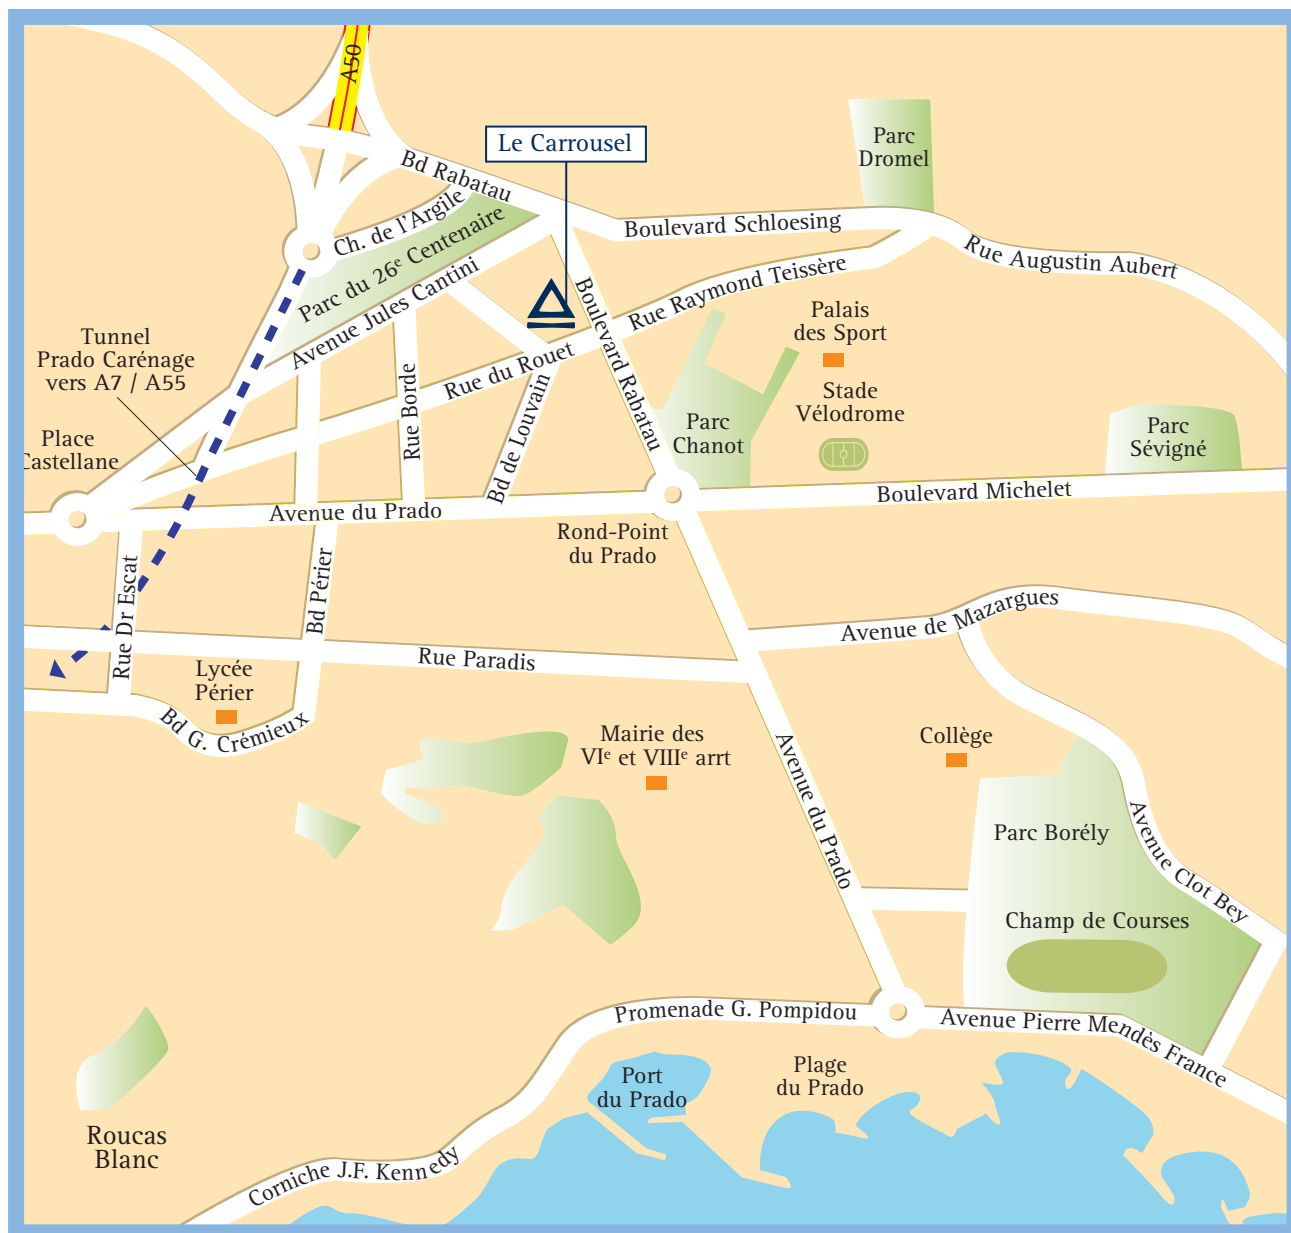 A50
Le Carrousel
Parc
Dromel
Bd Rabatau
Ch. de l'Argile
Boulevard Schloesing
Rue Augustin Aubert
Parc du 26e Centenaire
Avenue Jules Cantini
Boulevard Rabatau
Rue Raymond Teissère
Palais
des Sport
Tunnel
Prado Carénage
vers A7 / A55
Rue du Rouet
Rue Borde
Bd de Louvain
Stade
Vélodrome
Parc
Chanot
Parc
Sévigné
Place
Castellane
Avenue du Prado
Boulevard Michelet
Rond-Point
du Prado
Rue Dr Escat
Bd Périer
Avenue de Mazargues
Rue Paradis
Lycée
Périer
Bd G. Crémieux
Mairie des
VIe et VIIIe arrt
Avenue du Prado
Collège
Parc Borély
Avenue Clot Bey
Champ de Courses
Promenade G. Pompidou
Avenue Pierre Mendès France
Port
du Prado
Plage
du Prado
Roucas
Blanc
Corniche J.F. Kennedy